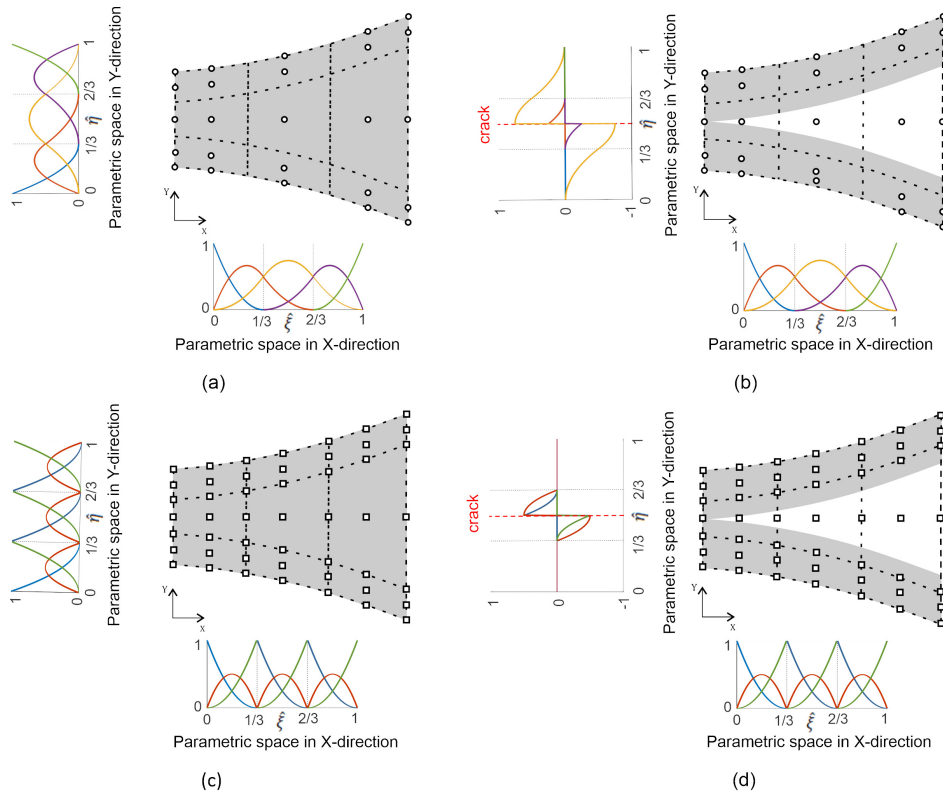 Parametric space in Y-direction
η̂
0
1/3
2/3
1
1
0
Y
X
1
0
0
1/3
ξ̂
2/3
1
Parametric space in X-direction
(a)
crack
Parametric space in Y-direction
η̂
0
1/3
2/3
1
1
0
-1
Y
X
1
0
0
1/3
ξ̂
2/3
1
Parametric space in X-direction
(b)
Parametric space in Y-direction
η̂
0
1/3
2/3
1
1
0
Y
X
1
0
0
1/3
ξ̂
2/3
1
Parametric space in X-direction
(c)
crack
Parametric space in Y-direction
η̂
0
1/3
2/3
1
1
0
-1
Y
X
1
0
0
1/3
ξ̂
2/3
1
Parametric space in X-direction
(d)